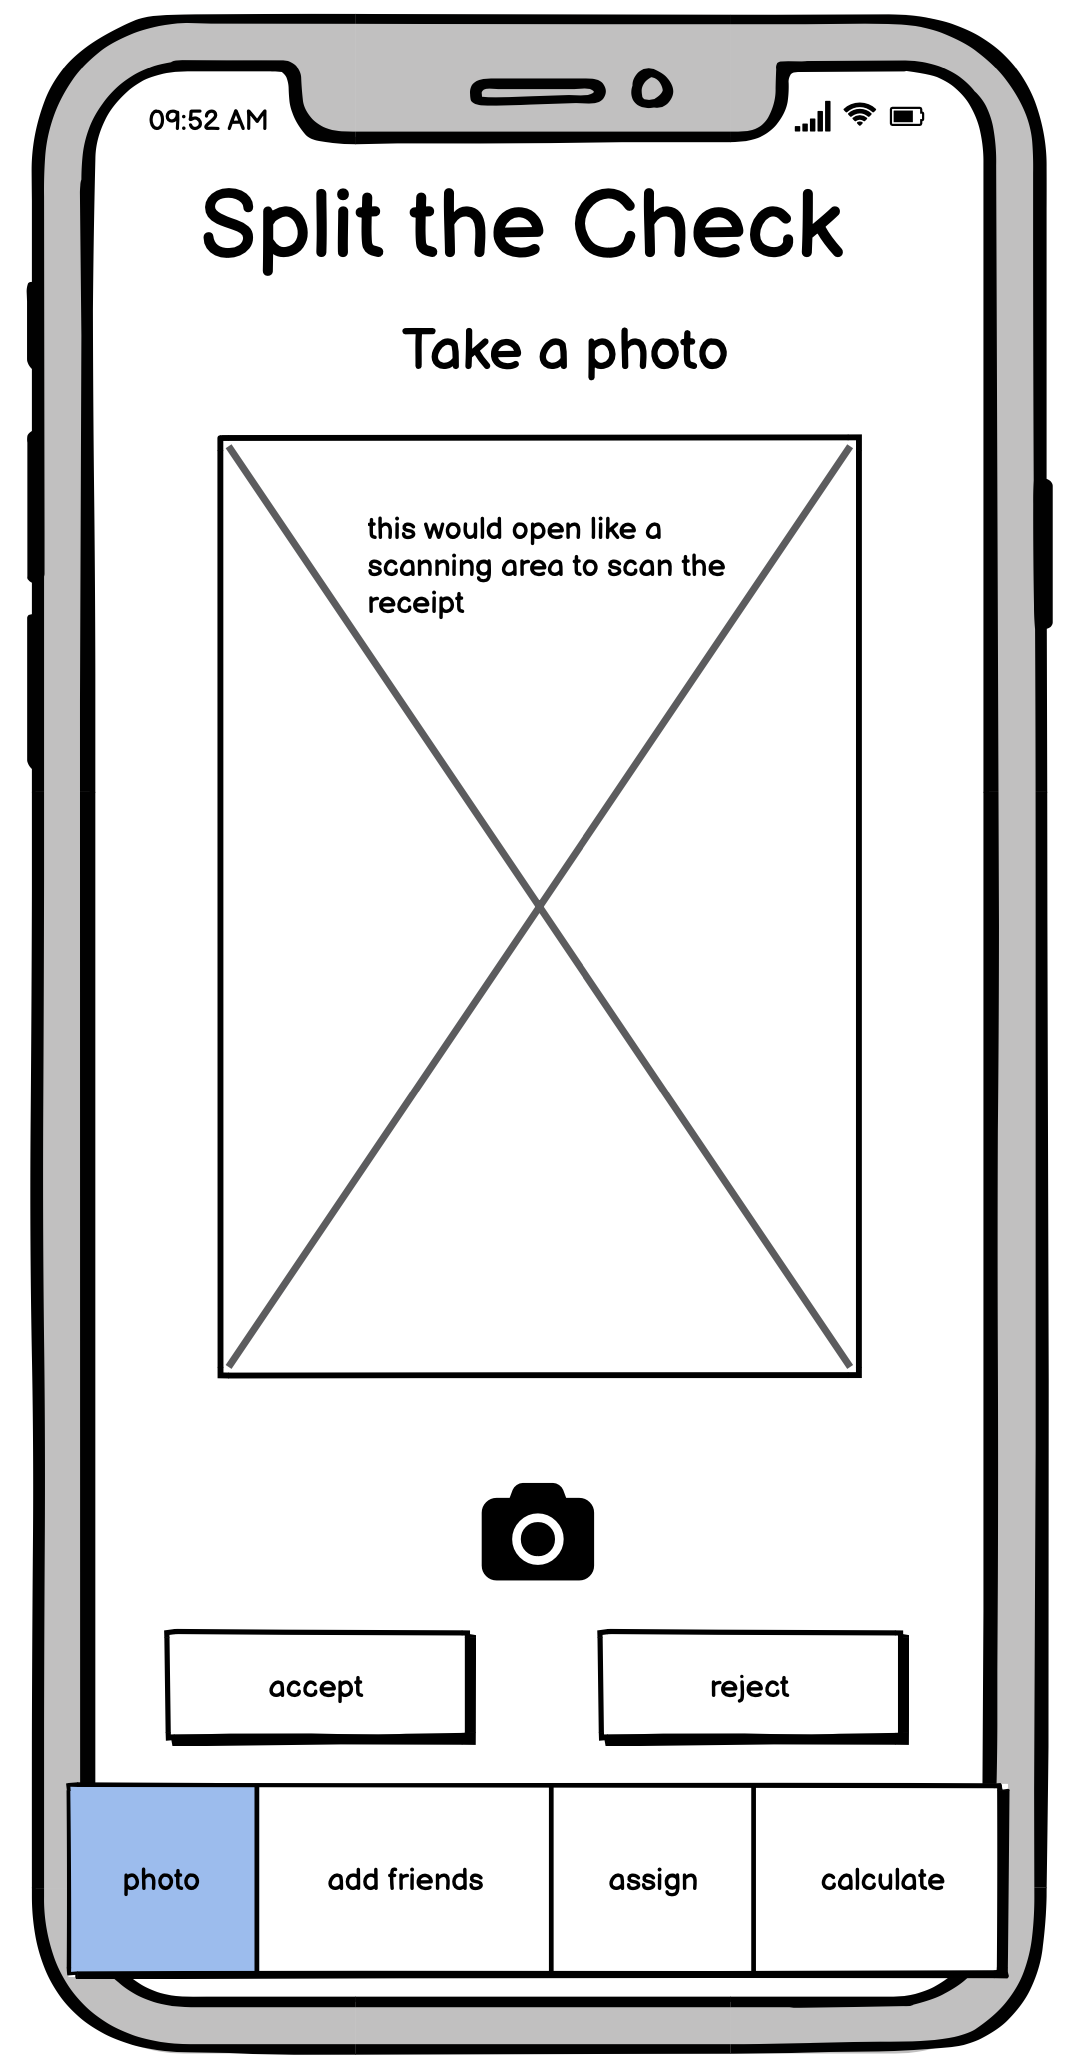 09:52 AM
Split the Check
Take a photo
this would open like a
scanning area to scan the
receipt
accept
reject
photo
add friends
assign
calculate